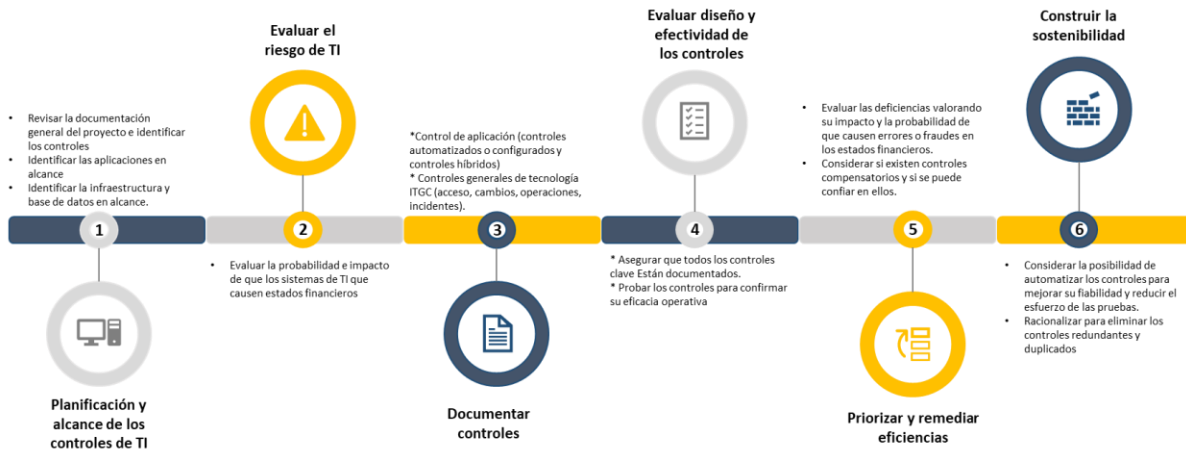 • Revisar la documentación
general del proyecto e identificar
los controles
• Identificar las aplicaciones en
alcance
• Identificar la infraestructura y
base de datos en alcance.
1
Planificación y
alcance de los
controles de TI
Evaluar el
riesgo de TI
2
• Evaluar la probabilidad e impacto
de que los sistemas de TI que
causen estados financieros
*Control de aplicación (controles
automatizados o configurados y
controles híbridos)
* Controles generales de tecnología
ITGC (acceso, cambios, operaciones,
incidentes).
3
Documentar
controles
Evaluar diseño y
efectividad de
los controles
4
* Asegurar que todos los controles
clave Están documentados.
* Probar los controles para confirmar
su eficacia operativa
• Evaluar las deficiencias valorando
su impacto y la probabilidad de
que causen errores o fraudes en
los estados financieros.
• Considerar si existen controles
compensatorios y si se puede
confiar en ellos.
5
Priorizar y remediar
eficiencias
Construir la
sostenibilidad
6
• Considerar la posibilidad de
automatizar los controles para
mejorar su fiabilidad y reducir el
esfuerzo de las pruebas.
• Racionalizar para eliminar los
controles redundantes y
duplicados